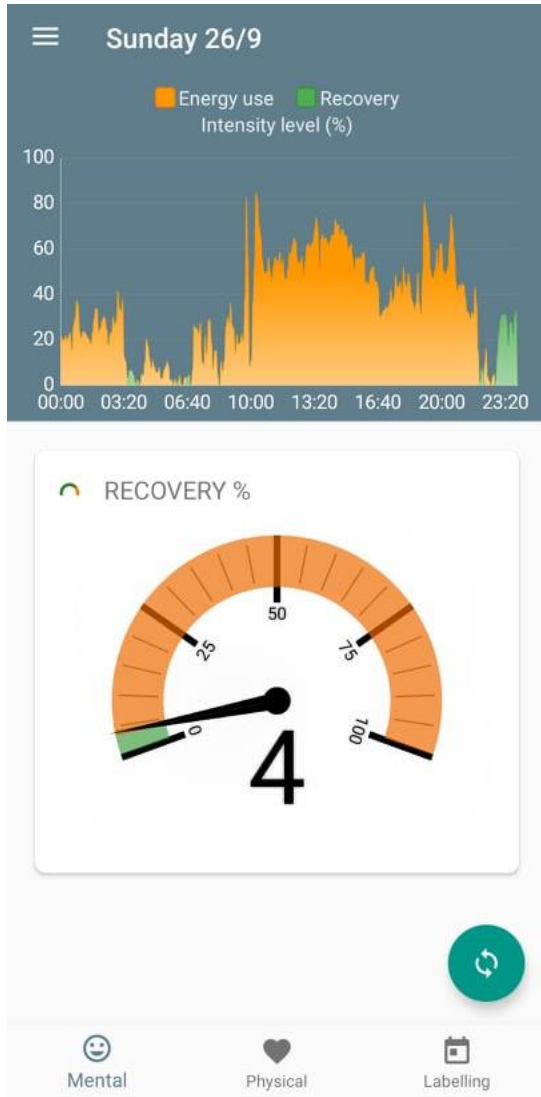 Sunday 26/9
Energy use Recovery
Intensity level (%)
100
80
60
40
20
0
00:00 03:20 06:40 10:00 13:20 16:40 20:00 23:20
RECOVERY %
50
25 75
0 100
4
Mental Physical Labelling